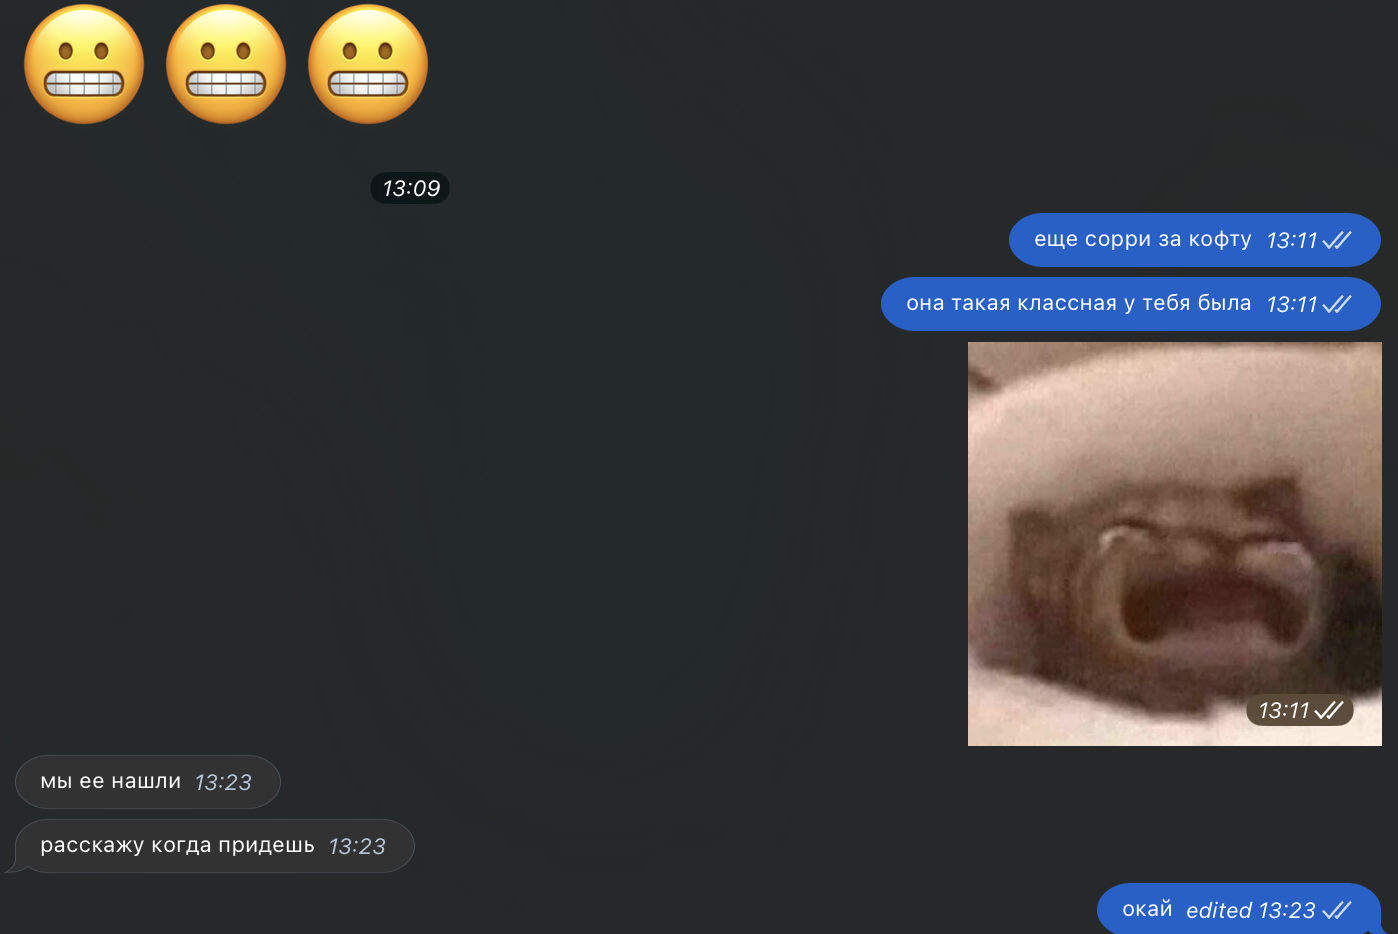 13:09
еще сорри за кофту 13:11
она такая классная у тебя была 13:11
13:11
мы ее нашли 13:23
расскажу когда придешь 13:23
окай edited 13:23